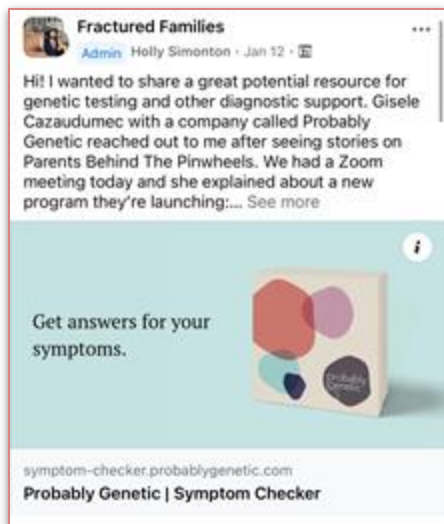 Fractured Families
Admin Holly Simonton · Jan 12 ·
Hi! I wanted to share a great potential resource for
genetic testing and other diagnostic support. Gisele
Cazaudumec with a company called Probably
Genetic reached out to me after seeing stories on
Parents Behind The Pinwheels. We had a Zoom
meeting today and she explained about a new
program they're launching:... See more
i
Get answers for your
symptoms.
Probably
Genetic
symptom-checker.probablygenetic.com
Probably Genetic | Symptom Checker